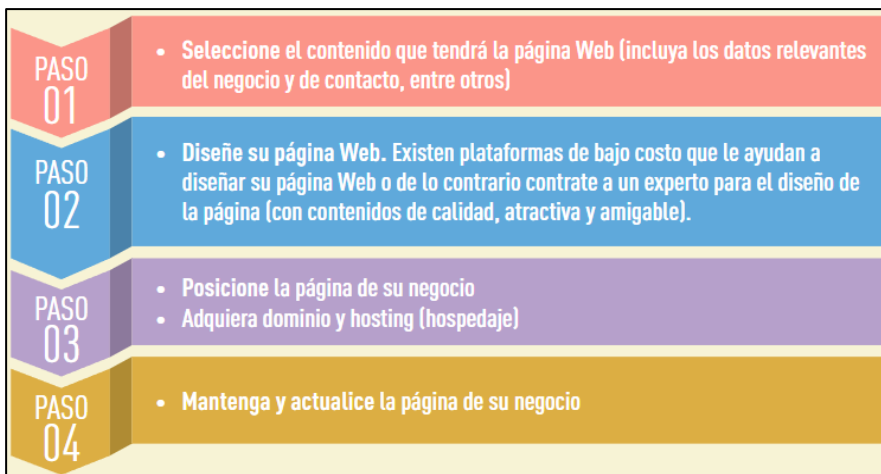 PASO
01
• Seleccione el contenido que tendrá la página Web (incluya los datos relevantes
del negocio y de contacto, entre otros)
PASO
02
• Diseñe su página Web. Existen plataformas de bajo costo que le ayudan a
diseñar su página Web o de lo contrario contrate a un experto para el diseño de
la página (con contenidos de calidad, atractiva y amigable).
PASO
03
• Posicione la página de su negocio
• Adquiera dominio y hosting (hospedaje)
PASO
04
• Mantenga y actualice la página de su negocio